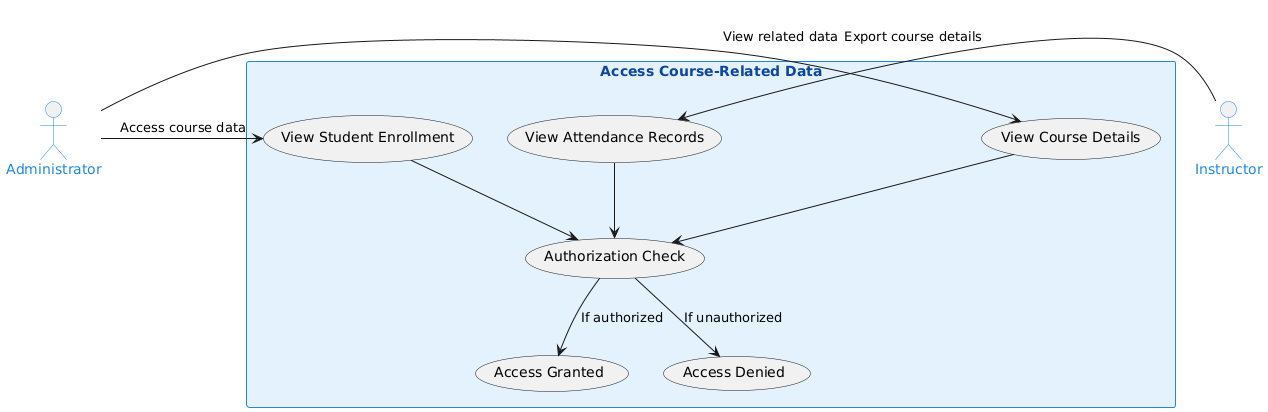 View related data
Export course details
Access Course-Related Data
Access course data
View Student Enrollment
View Attendance Records
View Course Details
Administrator
Instructor
Authorization Check
If authorized
If unauthorized
Access Granted
Access Denied